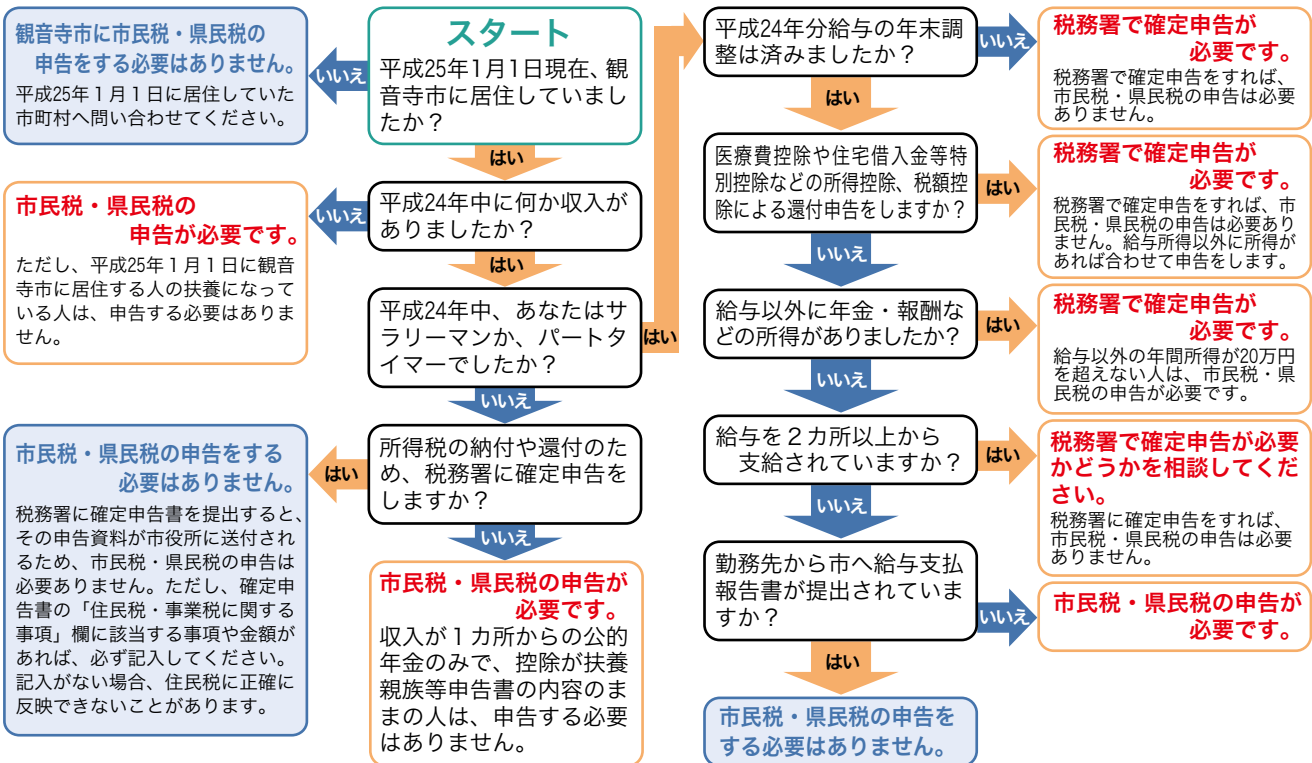 スタート
平成25年1月1日現在、観
音寺市に居住していまし
たか？
いいえ
観音寺市に市民税・県民税の
申告をする必要はありません。
平成25年１月１日に居住していた
市町村へ問い合わせてください。
はい
平成24年中に何か収入が
ありましたか？
いいえ
市民税・県民税の
申告が必要です。
ただし、平成25年１月１日に観音
寺市に居住する人の扶養になって
いる人は、申告する必要はありま
せん。
はい
平成24年中、あなたはサ
ラリーマンか、パートタ
イマーでしたか？
はい
いいえ
所得税の納付や還付のた
め、税務署に確定申告を
しますか？
はい
市民税・県民税の申告をする
必要はありません。
税務署に確定申告書を提出すると、
その申告資料が市役所に送付され
るため、市民税・県民税の申告は
必要ありません。ただし、確定申
告書の「住民税・事業税に関する
事項」欄に該当する事項や金額が
あれば、必ず記入してください。
記入がない場合、住民税に正確に
反映できないことがあります。
いいえ
市民税・県民税の申告が
必要です。
収入が１カ所からの公的
年金のみで、控除が扶養
親族等申告書の内容のま
まの人は、申告する必要
はありません。
平成24年分給与の年末調
整は済みましたか？
いいえ
税務署で確定申告が
必要です。
税務署で確定申告をすれば、
市民税・県民税の申告は必要
ありません。
はい
医療費控除や住宅借入金等特
別控除などの所得控除、税額控
除による還付申告をしますか？
はい
税務署で確定申告が
必要です。
税務署で確定申告をすれば、市
民税・県民税の申告は必要あり
ません。給与所得以外に所得が
あれば合わせて申告をします。
いいえ
給与以外に年金・報酬な
どの所得がありましたか？
はい
税務署で確定申告が
必要です。
給与以外の年間所得が20万円
を超えない人は、市民税・県
民税の申告が必要です。
いいえ
給与を２カ所以上から
支給されていますか？
はい
税務署で確定申告が必要
かどうかを相談してくだ
さい。
税務署に確定申告をすれば、
市民税・県民税の申告は必要
ありません。
いいえ
勤務先から市へ給与支払
報告書が提出されていま
すか？
いいえ
市民税・県民税の申告が
必要です。
はい
市民税・県民税の申告を
する必要はありません。